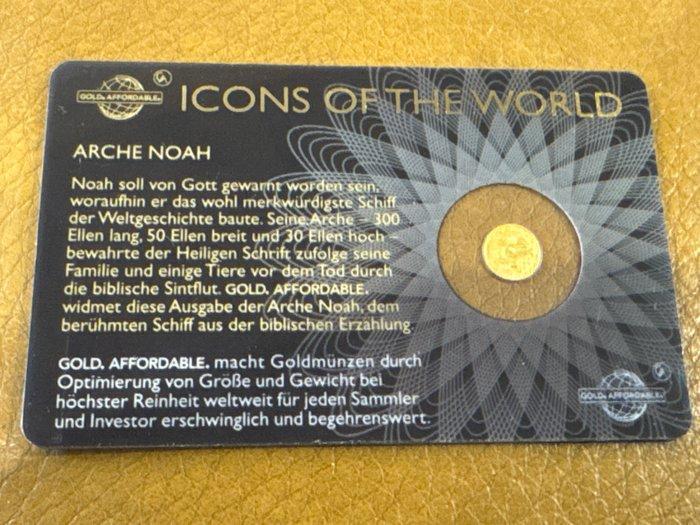 GOLD. AFFORDABLE.
ICONS OF THE WORLD
ARCHE NOAH
Noah soll von Gott gewarnt worden sein,
woraufhin er das wohl merkwürdigste Schiff
der Weltgeschichte baute. Seine Arche – 300
Ellen lang, 50 Ellen breit und 30 Ellen hoch –
bewahrte der Heiligen Schrift zufolge seine
Familie und einige Tiere vor dem Tod durch
die biblische Sintflut. GOLD. AFFORDABLE.
widmet diese Ausgabe der Arche Noah, dem
berühmten Schiff aus der biblischen Erzählung.
GOLD. AFFORDABLE. macht Goldmünzen durch
Optimierung von Größe und Gewicht bei
höchster Reinheit weltweit für jeden Sammler
und Investor erschwinglich und begehrenswert.
GOLD. AFFORDABLE.